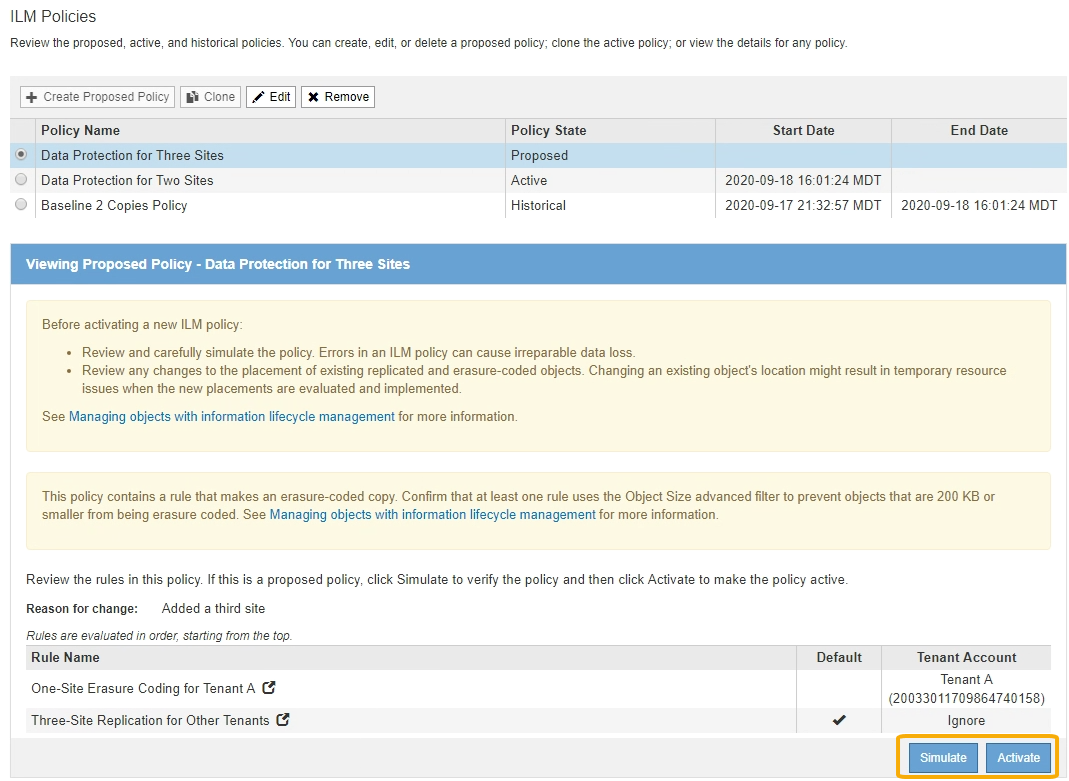 ILM Policies
Review the proposed, active, and historical policies. You can create, edit, or delete a proposed policy; clone the active policy; or view the details for any policy.
Create Proposed Policy Clone Edit Remove
Policy Name Policy State Start Date End Date
Data Protection for Three Sites Proposed
Data Protection for Two Sites Active 2020-09-18 16:01:24 MDT
Baseline 2 Copies Policy Historical 2020-09-17 21:32:57 MDT 2020-09-18 16:01:24 MDT
Viewing Proposed Policy - Data Protection for Three Sites
Before activating a new ILM policy:
• Review and carefully simulate the policy. Errors in an ILM policy can cause irreparable data loss.
• Review any changes to the placement of existing replicated and erasure-coded objects. Changing an existing object's location might result in temporary resource
issues when the new placements are evaluated and implemented.
See Managing objects with information lifecycle management for more information.
This policy contains a rule that makes an erasure-coded copy. Confirm that at least one rule uses the Object Size advanced filter to prevent objects that are 200 KB or
smaller from being erasure coded. See Managing objects with information lifecycle management for more information.
Review the rules in this policy. If this is a proposed policy, click Simulate to verify the policy and then click Activate to make the policy active.
Reason for change: Added a third site
Rules are evaluated in order, starting from the top.
Rule Name Default Tenant Account
One-Site Erasure Coding for Tenant A Tenant A
(20033011709864740158)
Three-Site Replication for Other Tenants Ignore
Simulate Activate